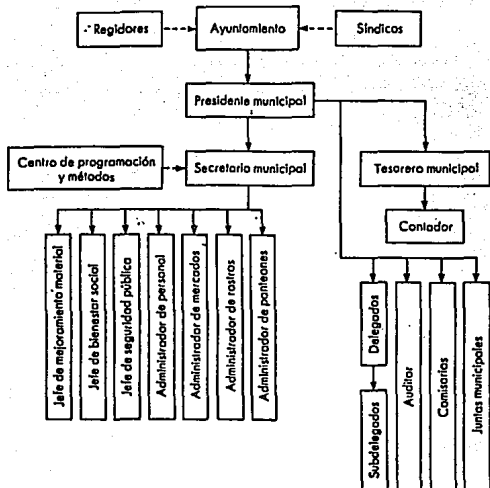 Regidores
Ayuntamiento
Síndicos
Presidente municipal
Centro de programación
y métodos
Secretario municipal
Tesorero municipal
Contador
Jefe de mejoramiento material
Jefe de bienestar social
Jefe de seguridad pública
Administrador de personal
Administrador de mercados
Administrador de rastros
Administrador de panteones
Delegados
Subdelegados
Auditor
Comisarías
Juntas municipales